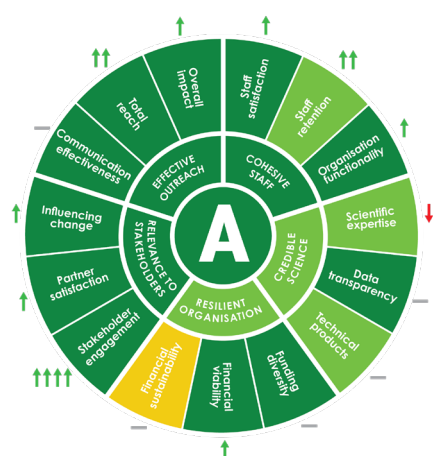 A
COHESIVE
STAFF
CREDIBLE
SCIENCE
RESILIENT
ORGANISATION
RELEVANCE TO
STAKEHOLDERS
EFFECTIVE
OUTREACH
Staff
satisfaction
Staff
retention
Organisation
functionality
Scientific
expertise
Data
transparency
Technical
products
Funding
diversity
Financial
viability
Financial
sustainability
Stakeholder
engagement
Partner
satisfaction
Influencing
change
Communication
effectiveness
Total
reach
Overall
impact